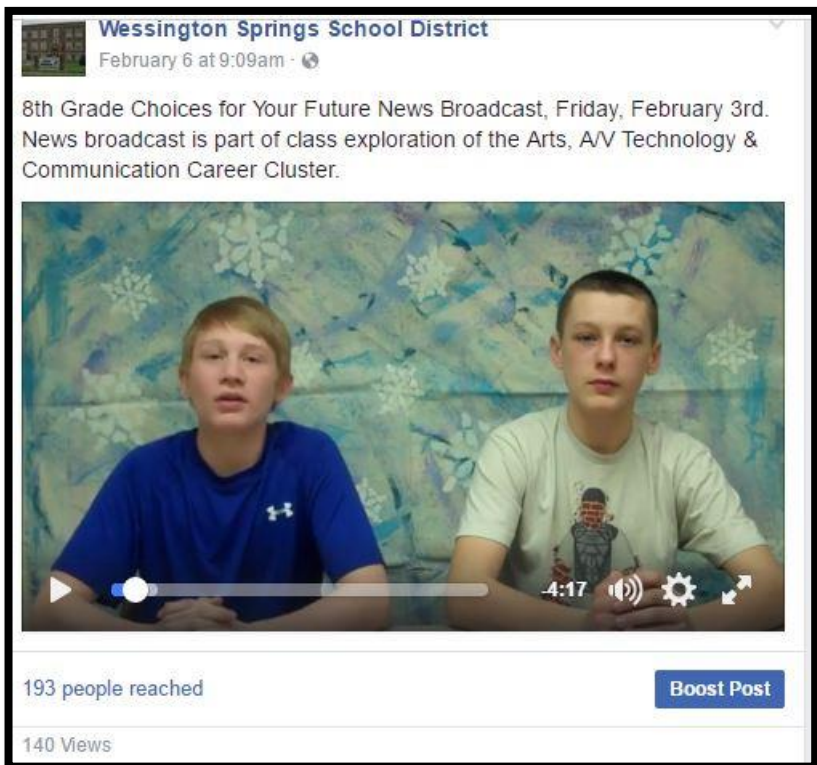 Wessington Springs School District
February 6 at 9:09am ·
8th Grade Choices for Your Future News Broadcast, Friday, February 3rd.
News broadcast is part of class exploration of the Arts, A/V Technology &
Communication Career Cluster.
-4:17
193 people reached
Boost Post
140 Views